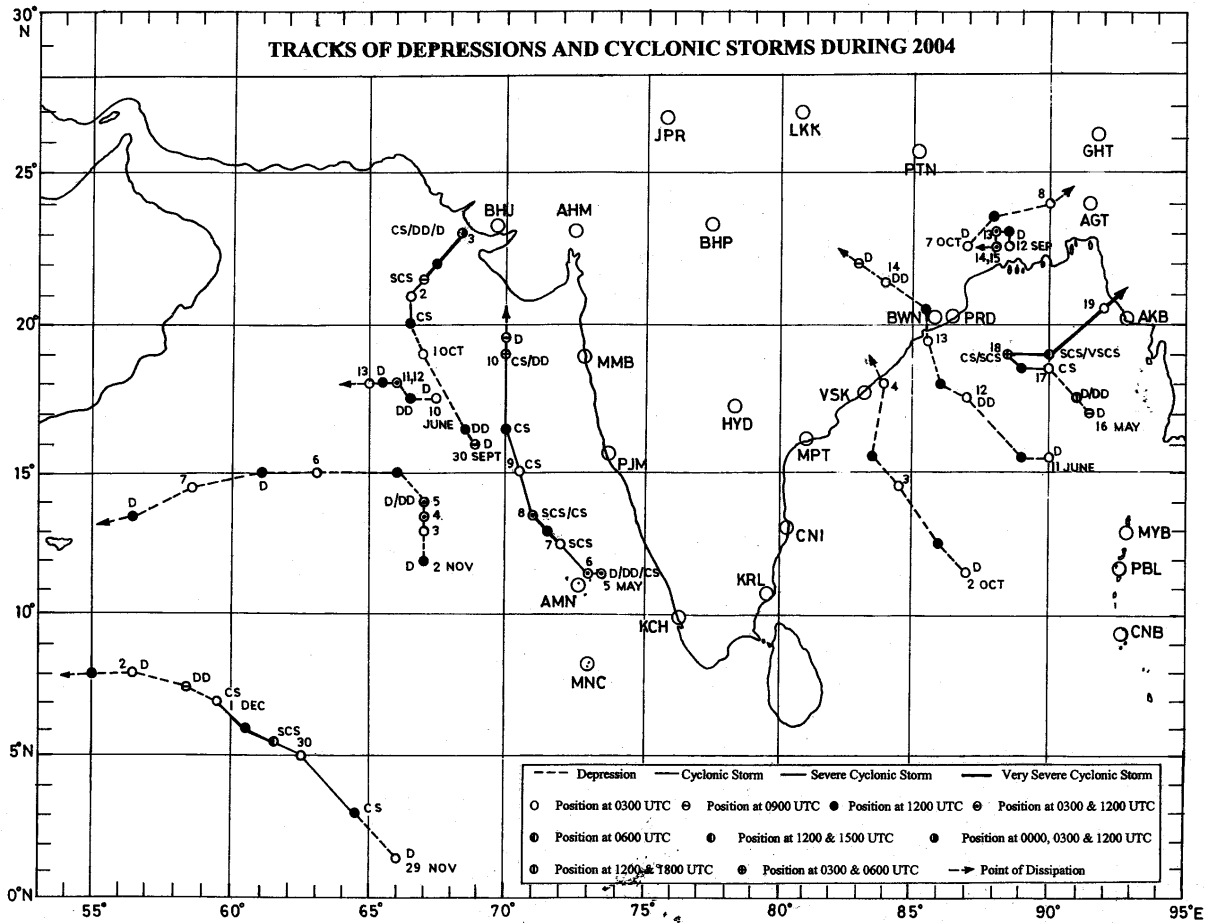 30°
N
TRACKS OF DEPRESSIONS AND CYCLONIC STORMS DURING 2004
JPR
LKK
PTN
GHT
25°
8
CS/DD/D
3
BHJ
AHM
BHP
AGT
D
7 OCT
13
D
12 SEP
14,15
SCS
2
D
14
DD
CS
20°
BWN
PRD
19
AKB
1 OCT
D
10
CS/DD
MMB
13
18
CS/SCS
SCS/VSCS
17
CS
13
D
11,12
DD
D
10
JUNE
VSK
4
12
DD
D/DD
D
16 MAY
HYD
DD
D
30 SEPT
CS
MPT
PJM
D
11 JUNE
15°
9
CS
6
7
D
D
D/DD
5
4
3
D
2 NOV
8
SCS/CS
7
SCS
3
CNI
MYB
6
D/DD/CS
5 MAY
AMN
D
2 OCT
PBL
KRL
10°
KCH
CNB
MNC
2
D
DD
CS
1 DEC
SCS
30
5°N
CS
D
29 NOV
Depression
Cyclonic Storm
Severe Cyclonic Storm
Very Severe Cyclonic Storm
Position at 0300 UTC
Position at 0900 UTC
Position at 1200 UTC
Position at 0300 & 1200 UTC
Position at 0600 UTC
Position at 1200 & 1500 UTC
Position at 0000, 0300 & 1200 UTC
Position at 1200 & 1800 UTC
Position at 0300 & 0600 UTC
Point of Dissipation
0°N
55° 60° 65° 70° 75° 80° 85° 90° 95°E